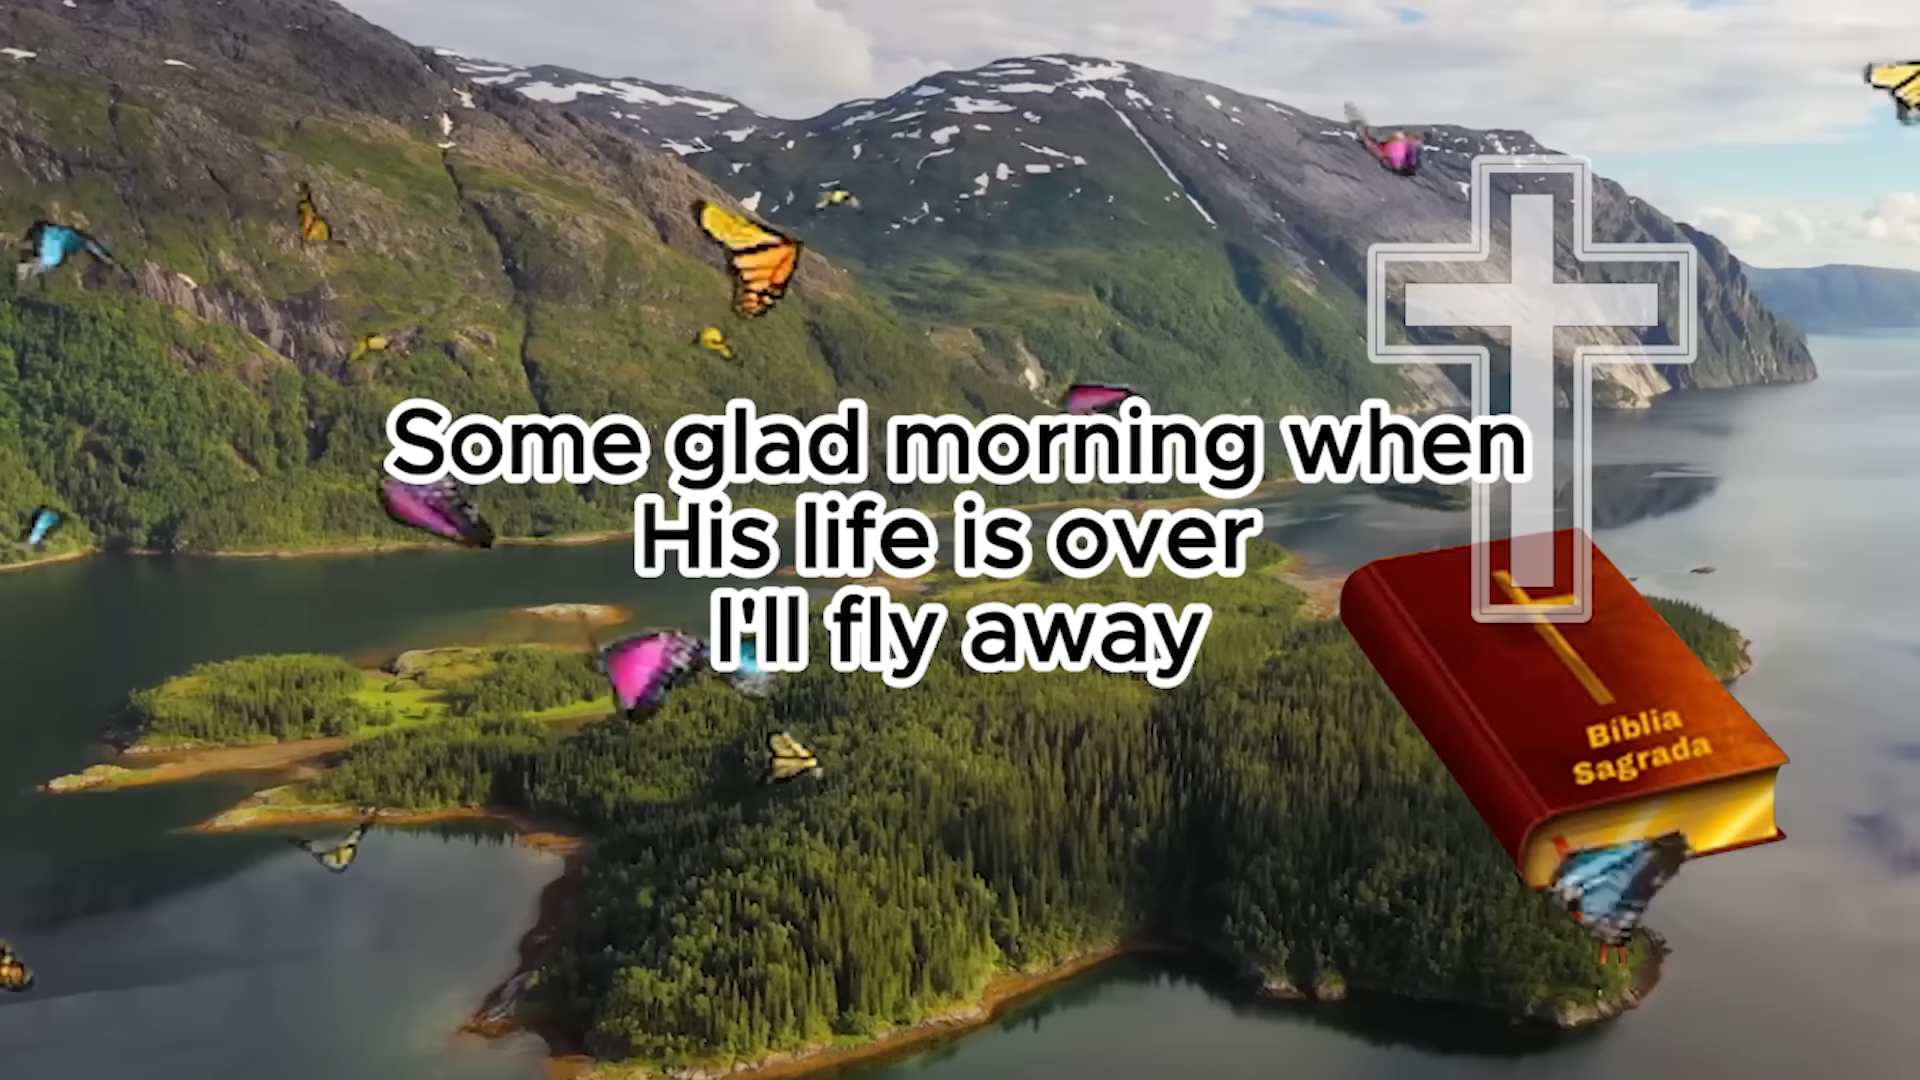 Some glad morning when
His life is over
I'll fly away
Bíblia
Sagrada